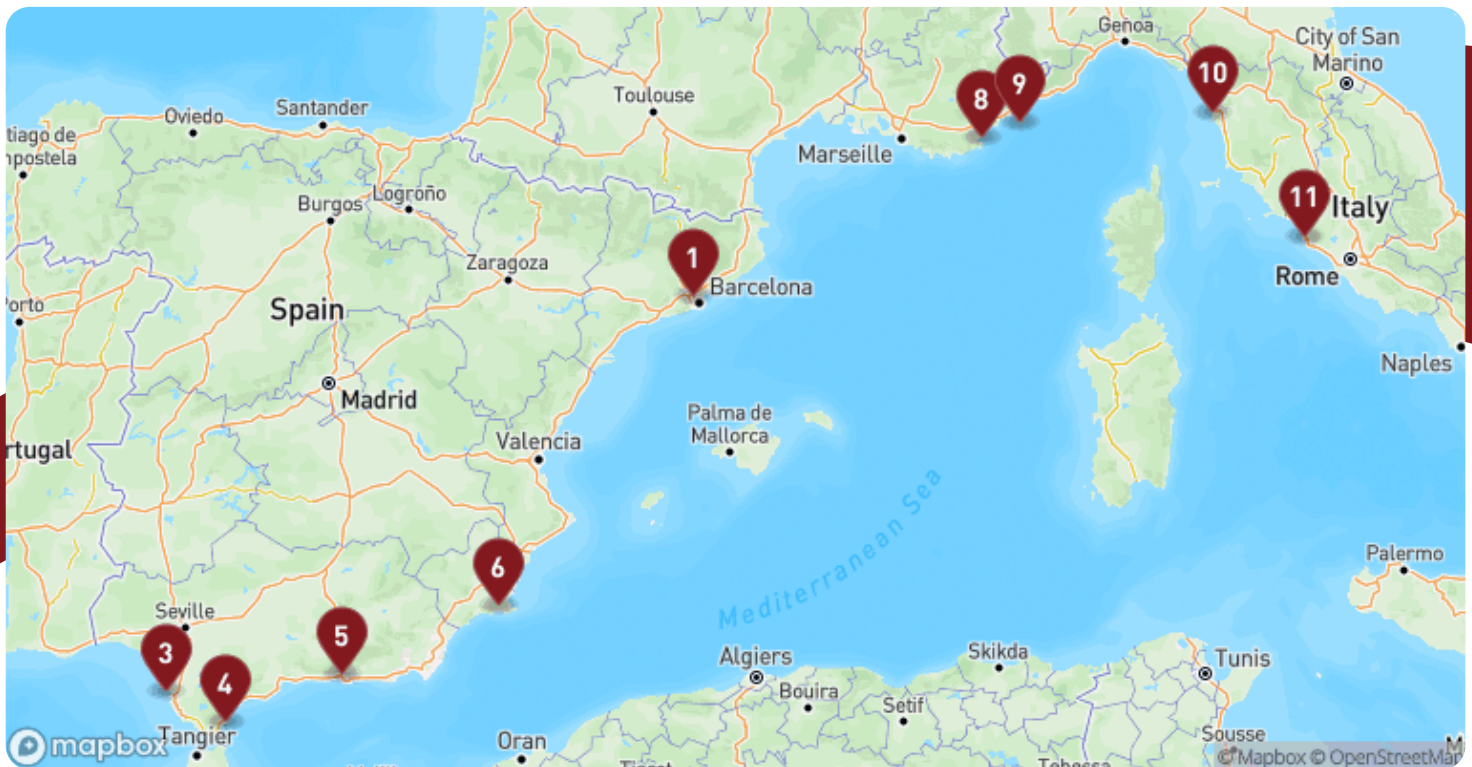 Genoa
City of San
Marino
10
9
8
Toulouse
Santander
Oviedo
tiago de
mpostela
Marseille
Logroño
Burgos
11
Italy
1
Zaragoza
Rome
Barcelona
Porto
Spain
Naples
Madrid
Palma de
Mallorca
Valencia
rtugal
Mediterranean Sea
6
Palermo
Seville
5
3
4
Algiers
Skikda
Tunis
Bouira
Setif
Tangier
Oran
Sousse
mapbox
© Mapbox © OpenStreetMap